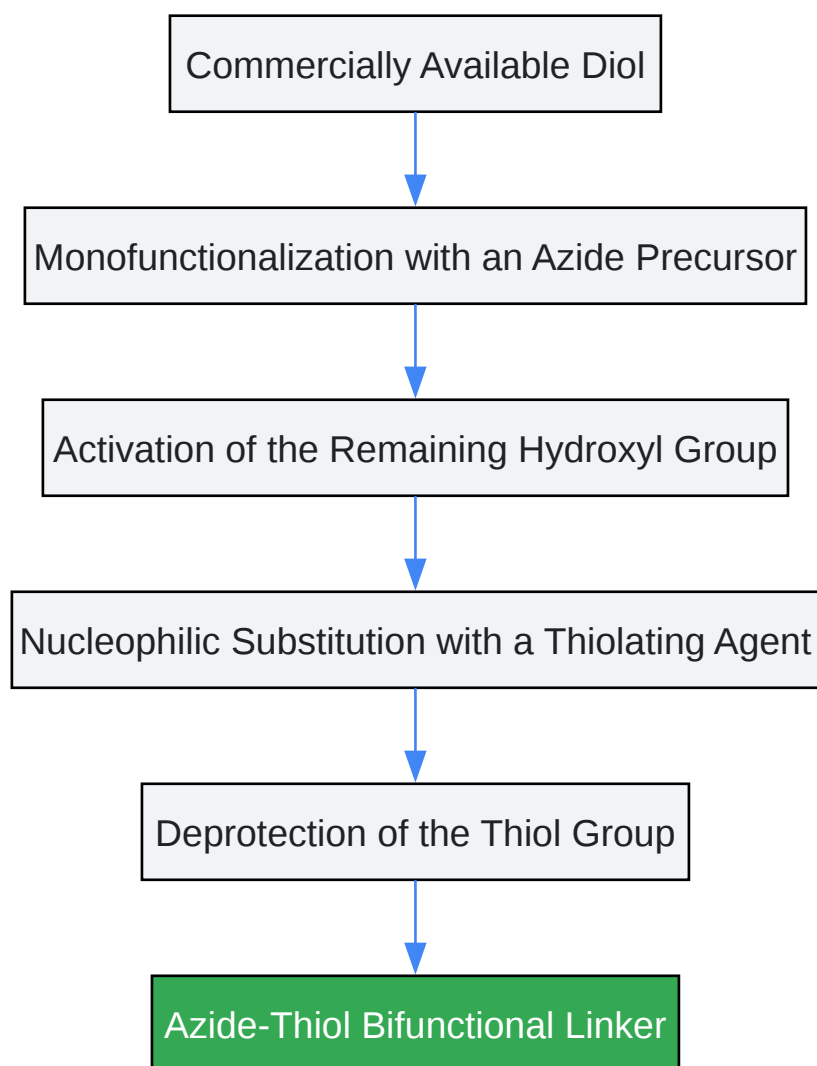 Commercially Available Diol
Monofunctionalization with an Azide Precursor
Activation of the Remaining Hydroxyl Group
Nucleophilic Substitution with a Thiolating Agent
Deprotection of the Thiol Group
Azide-Thiol Bifunctional Linker